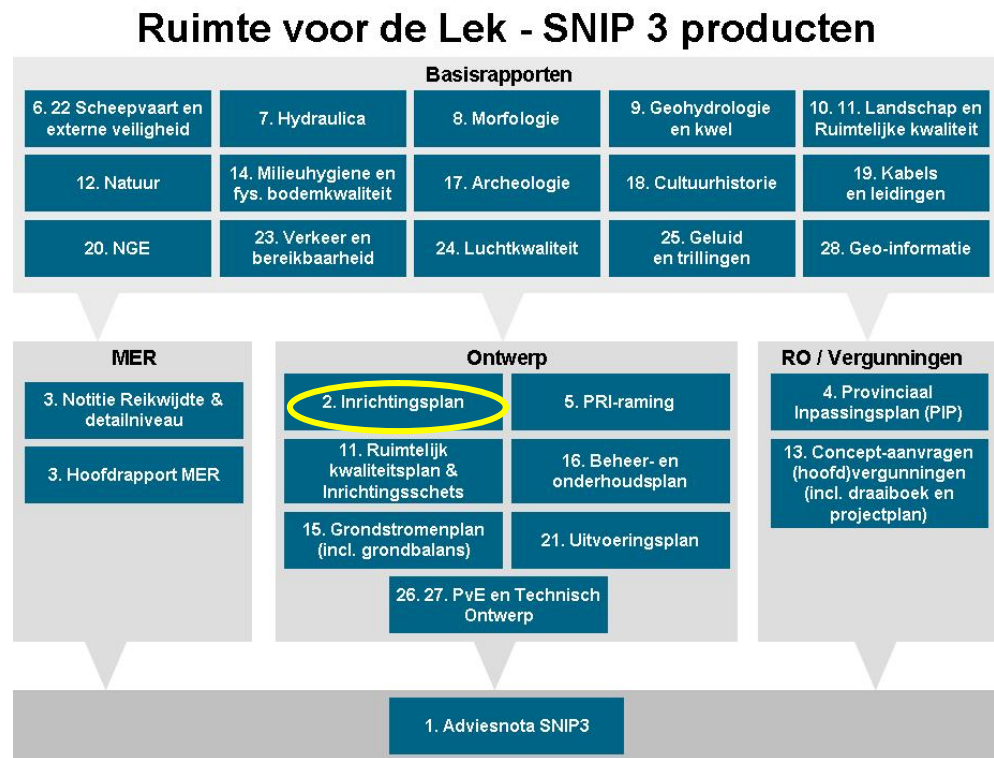 Ruimte voor de Lek - SNIP 3 producten
Basisrapporten
6. 22 Scheepvaart en
externe veiligheid
7. Hydraulica
8. Morfologie
9. Geohydrologie
en kwel
10. 11. Landschap en
Ruimtelijke kwaliteit
12. Natuur
14. Milieuhygiene en
fys. bodemkwaliteit
17. Archeologie
18. Cultuurhistorie
19. Kabels
en leidingen
20. NGE
23. Verkeer en
bereikbaarheid
24. Luchtkwaliteit
25. Geluid
en trillingen
28. Geo-informatie
MER
3. Notitie Reikwijdte &
detailniveau
3. Hoofdrapport MER
Ontwerp
2. Inrichtingsplan
5. PRI-raming
11. Ruimtelijk
kwaliteitsplan &
Inrichtingsschets
16. Beheer- en
onderhoudsplan
15. Grondstromenplan
(incl. grondbalans)
21. Uitvoeringsplan
26. 27. PvE en Technisch
Ontwerp
RO / Vergunningen
4. Provinciaal
Inpassingsplan (PIP)
13. Concept-aanvragen
(hoofd)vergunningen
(incl. draaiboek en
projectplan)
1. Adviesnota SNIP3